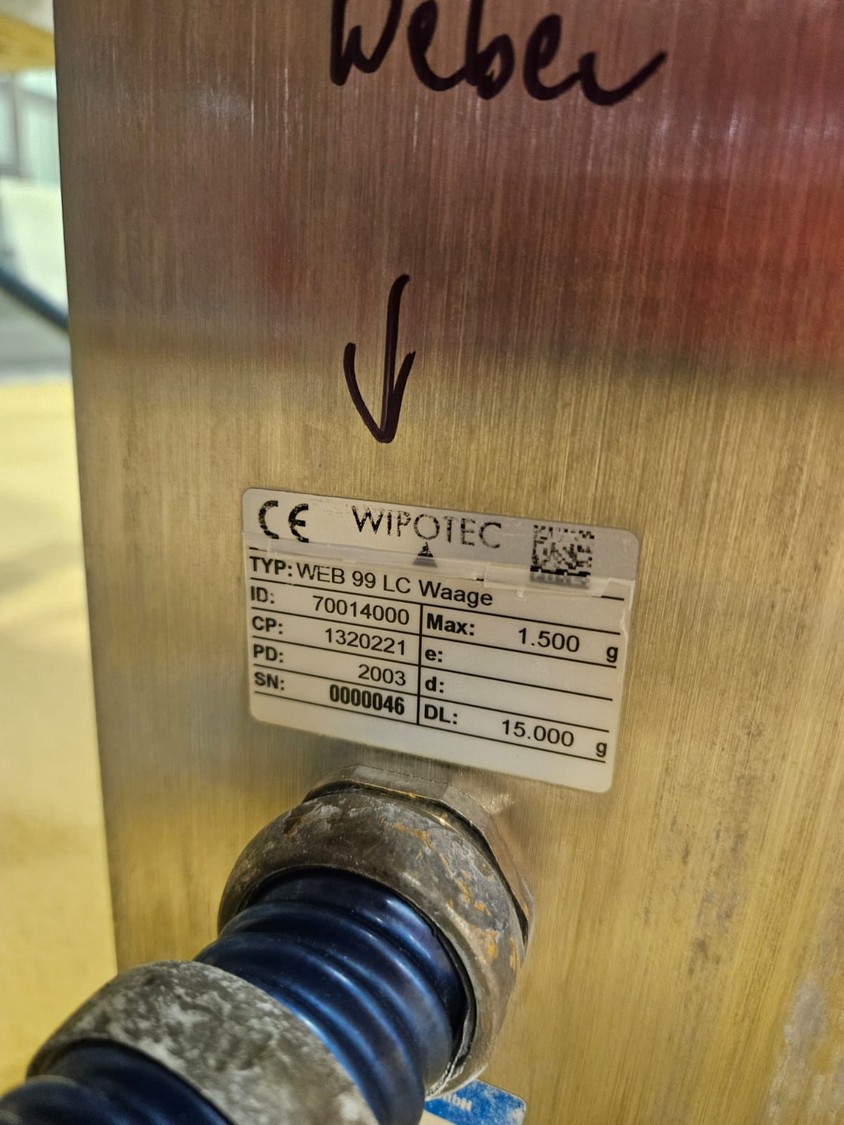 Weber
CE WIPOTEC
TYP: WEB 99 LC Waage
ID: 70014000 Max: 1.500 g
CP: 1320221 e:
PD: 2003 d:
SN: 0000046 DL: 15.000 g